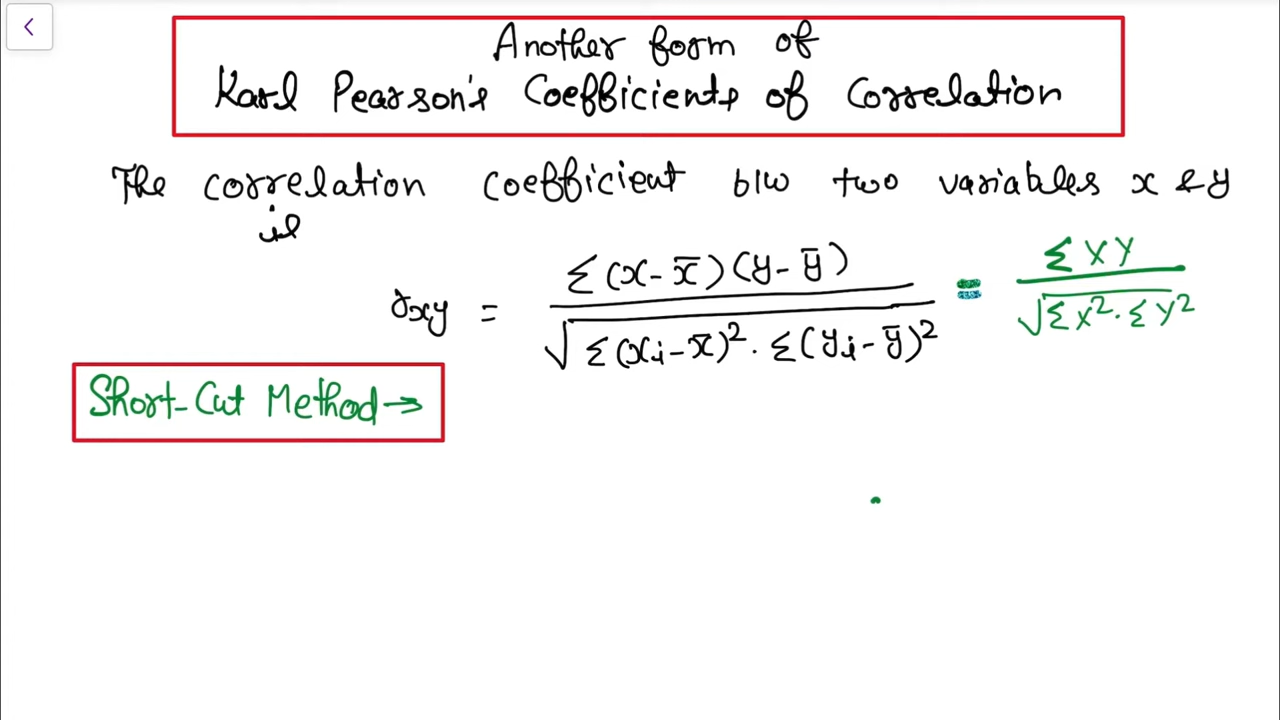 Another form of
Karl Pearson's Coefficients of Correlation
The correlation coefficient b/w two variables x & y
is
rxy = Σ(x-x̄)(y-ȳ) / √Σ(xi-x̄)². Σ(yi-ȳ)² = ΣXY / √ΣX².ΣY²
Short-Cut Method→